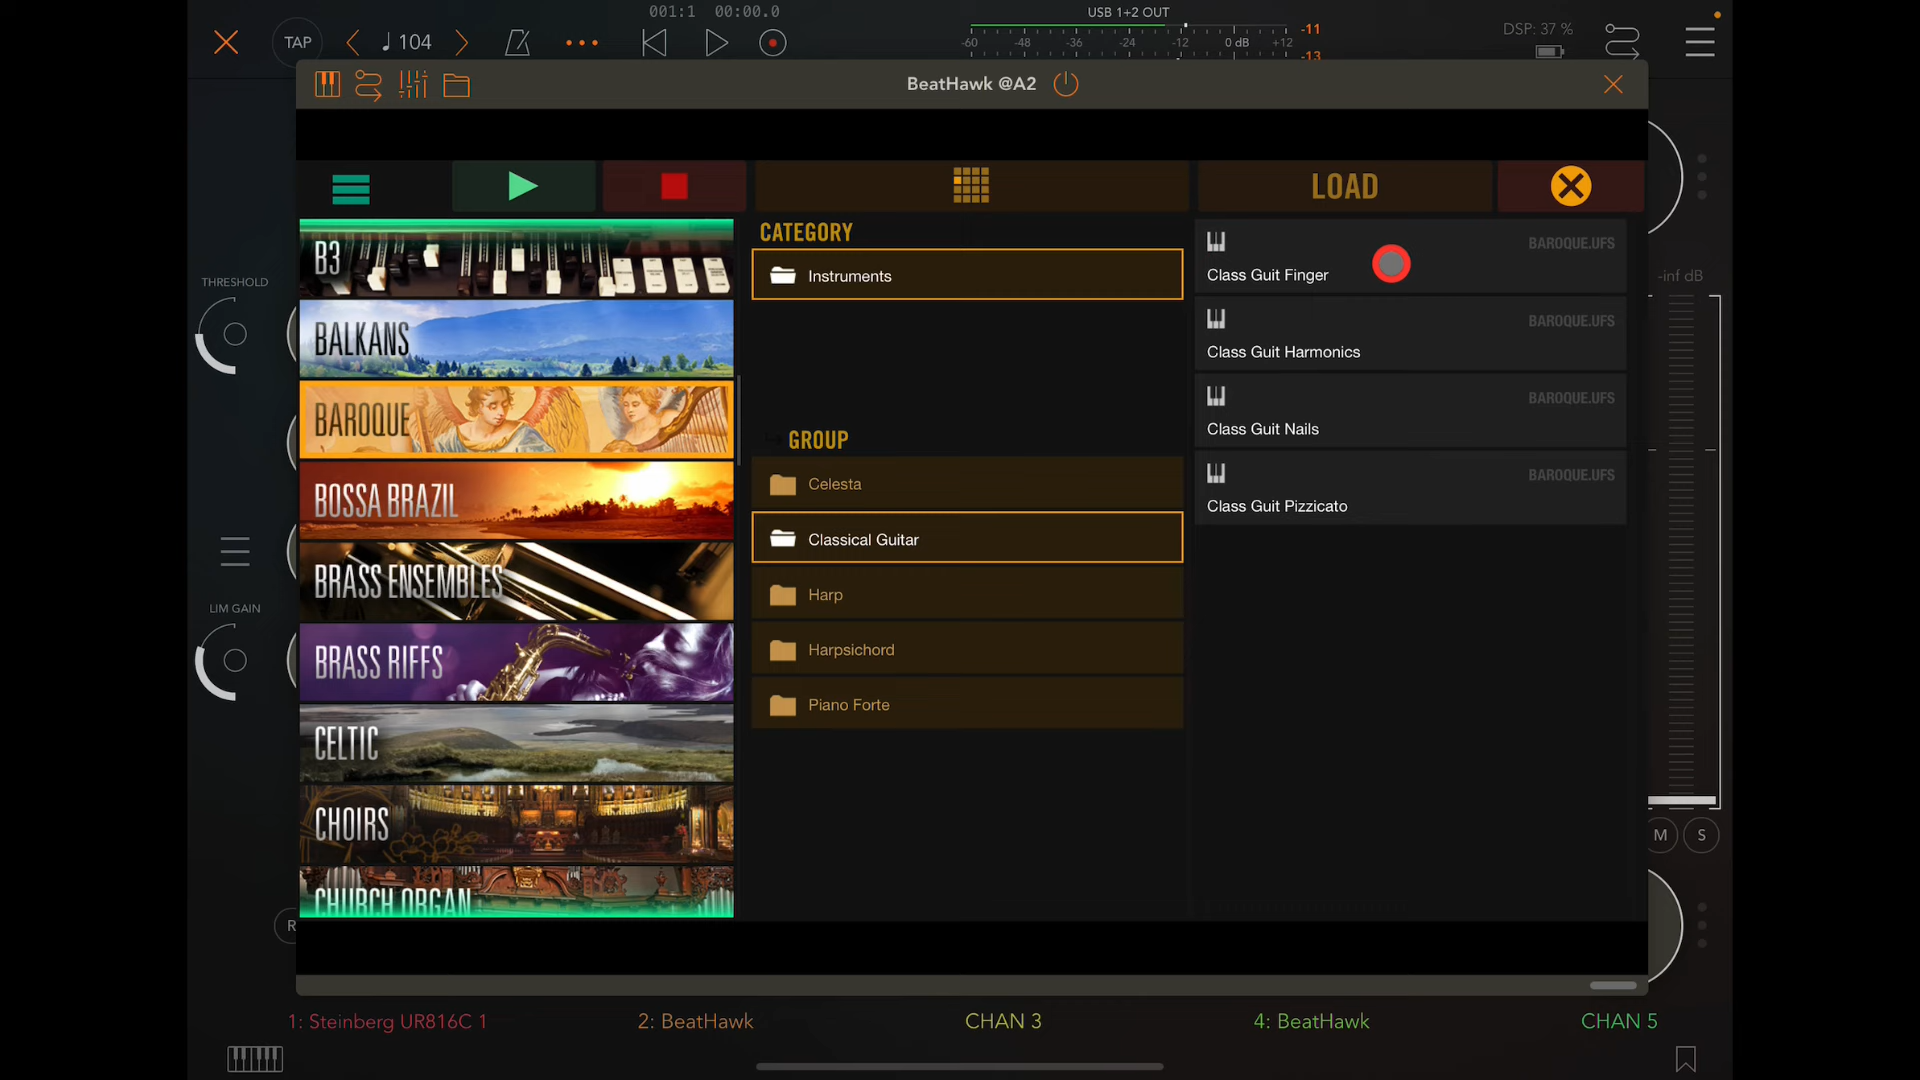 001:1 00:00.0
USB 1+2 OUT
TAP
104
-60 -48 -36 -24 -12 0 dB +12
-11
-13
DSP: 37 %
BeatHawk @A2
LOAD
B3
BALKANS
BAROQUE
BOSSA BRAZIL
BRASS ENSEMBLES
BRASS RIFFS
CELTIC
CHOIRS
CHURCH ORGAN
CATEGORY
Instruments
GROUP
Celesta
Classical Guitar
Harp
Harpsichord
Piano Forte
BAROQUE.UFS
Class Guit Finger
BAROQUE.UFS
Class Guit Harmonics
BAROQUE.UFS
Class Guit Nails
BAROQUE.UFS
Class Guit Pizzicato
THRESHOLD
LIM GAIN
R
-inf dB
M S
1: Steinberg UR816C 1
2: BeatHawk
CHAN 3
4: BeatHawk
CHAN 5